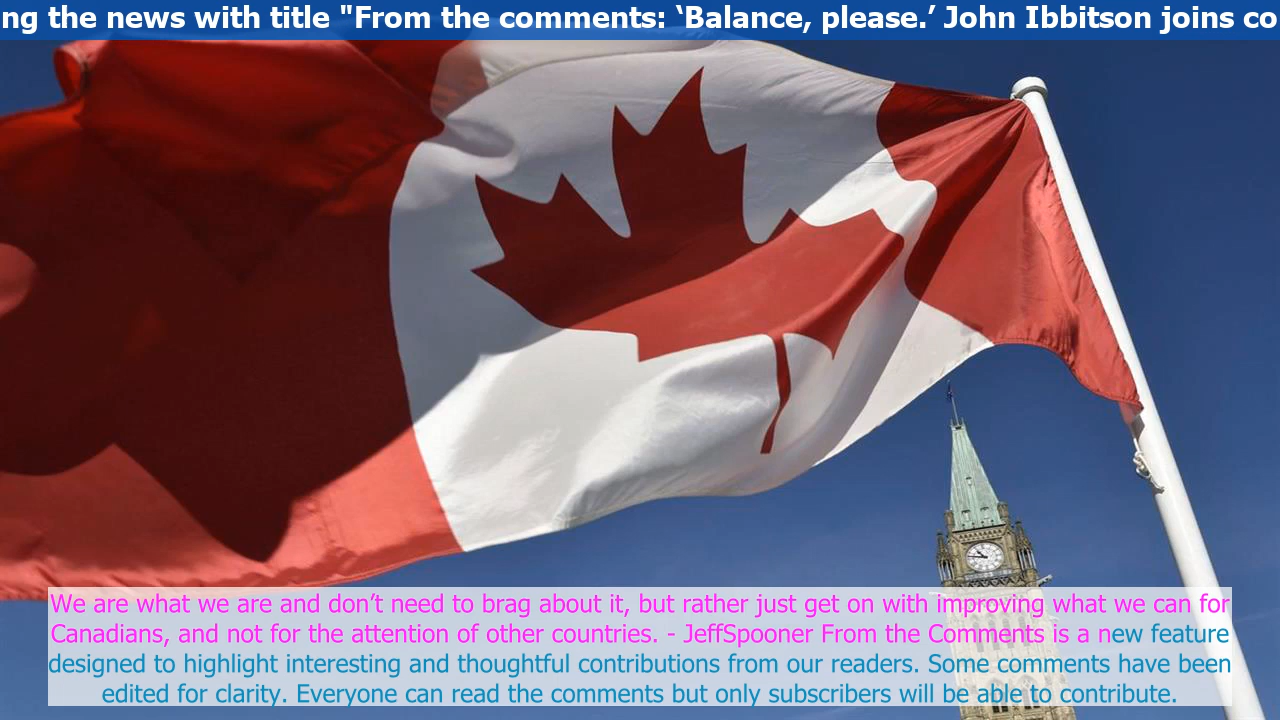 ng the news with title "From the comments: ‘Balance, please.’ John Ibbitson joins co
We are what we are and don’t need to brag about it, but rather just get on with improving what we can for
Canadians, and not for the attention of other countries. - JeffSpooner From the Comments is a new feature
designed to highlight interesting and thoughtful contributions from our readers. Some comments have been
edited for clarity. Everyone can read the comments but only subscribers will be able to contribute.